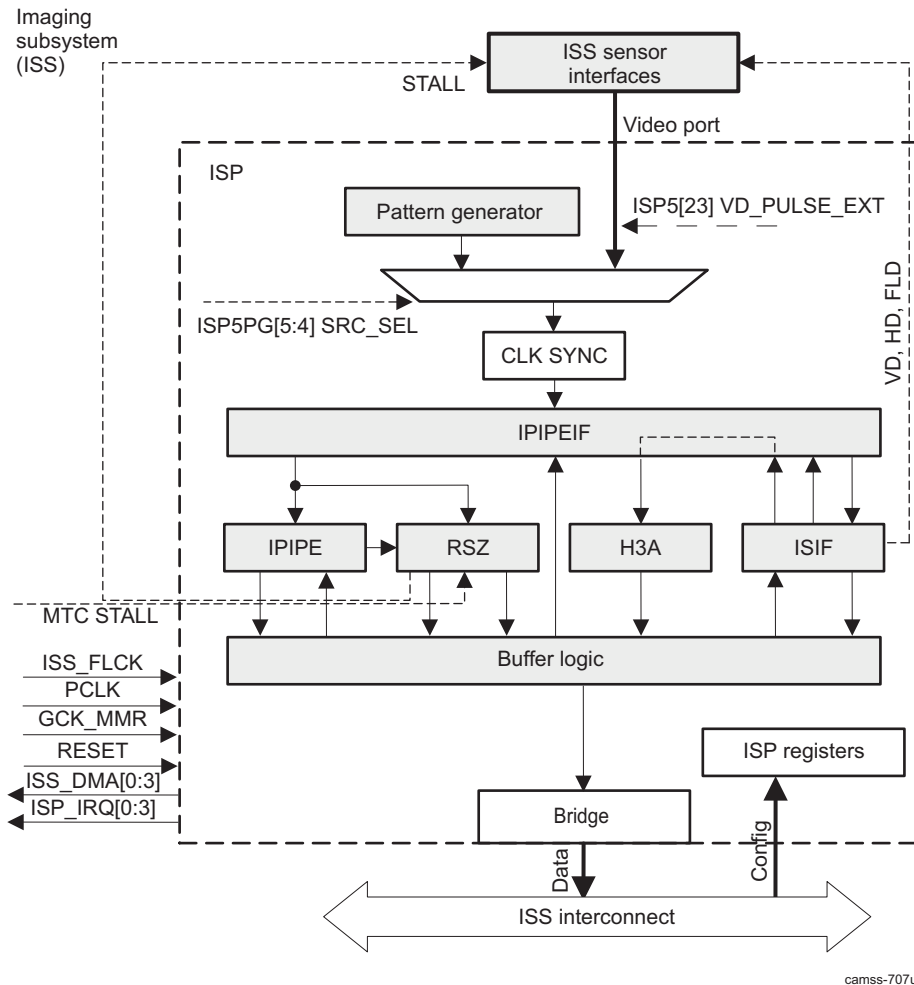 Imaging
subsystem
(ISS)
ISS sensor
interfaces
STALL
Video port
ISP
Pattern generator
ISP5[23] VD_PULSE_EXT
ISP5PG[5:4] SRC_SEL
VD, HD, FLD
CLK SYNC
IPIPEIF
IPIPE
RSZ
H3A
ISIF
MTC STALL
Buffer logic
ISS_FLCK
PCLK
GCK_MMR
RESET
ISS_DMA[0:3]
ISP_IRQ[0:3]
ISP registers
Bridge
Data
Config
ISS interconnect
camss-707u